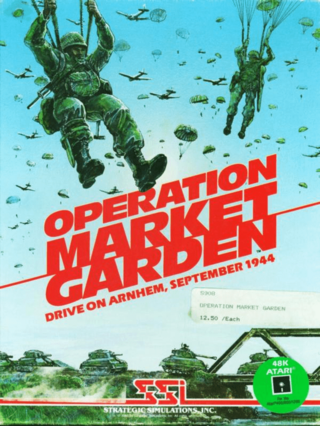 OPERATION
MARKET
GARDEN
DRIVE ON ARNHEM, SEPTEMBER 1944
OPERATION MARKET GARDEN
12.50 /Each
48K
ATARI
SSI
STRATEGIC SIMULATIONS, INC.